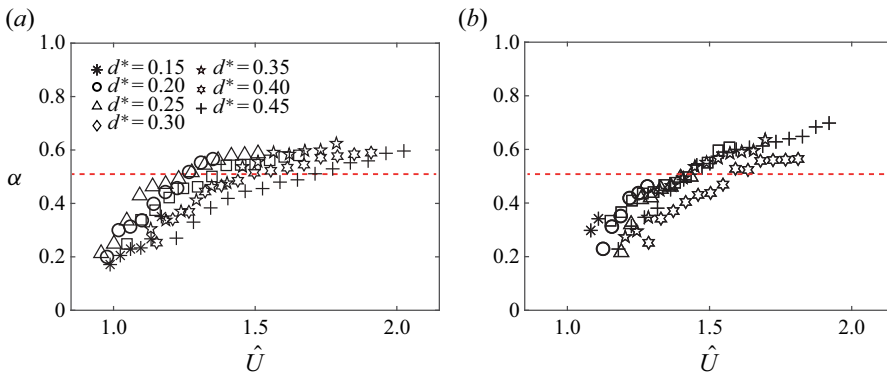 (a) (b)
1.0 1.0
∗ d* = 0.15 ☆ d* = 0.35
○ d* = 0.20 ✡ d* = 0.40
0.8 △ d* = 0.25 + d* = 0.45 0.8
◇ d* = 0.30
0.6 0.6
α
0.4 0.4
0.2 0.2
0 0
1.0 1.5 2.0 1.0 1.5 2.0
Û Û